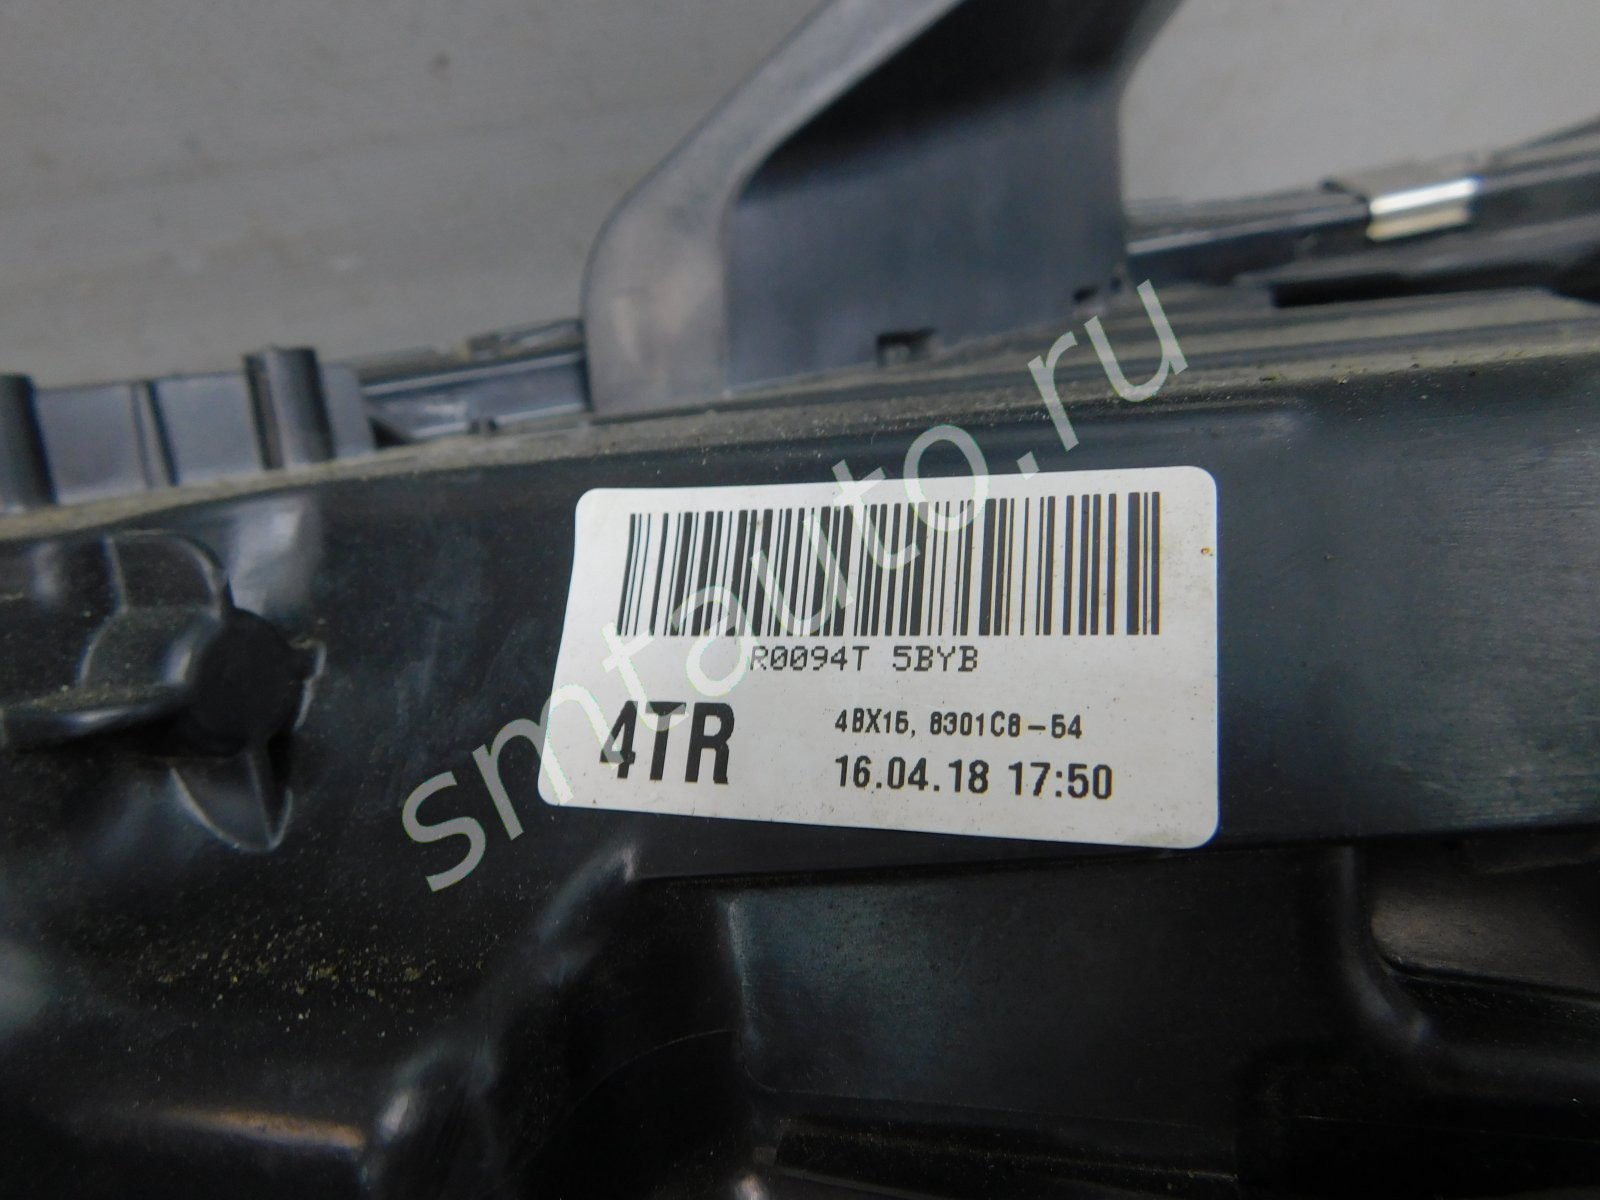 R0094T 5BYB
4TR
4BX15, 8301C8-54
16.04.18 17:50
smtauto.ru